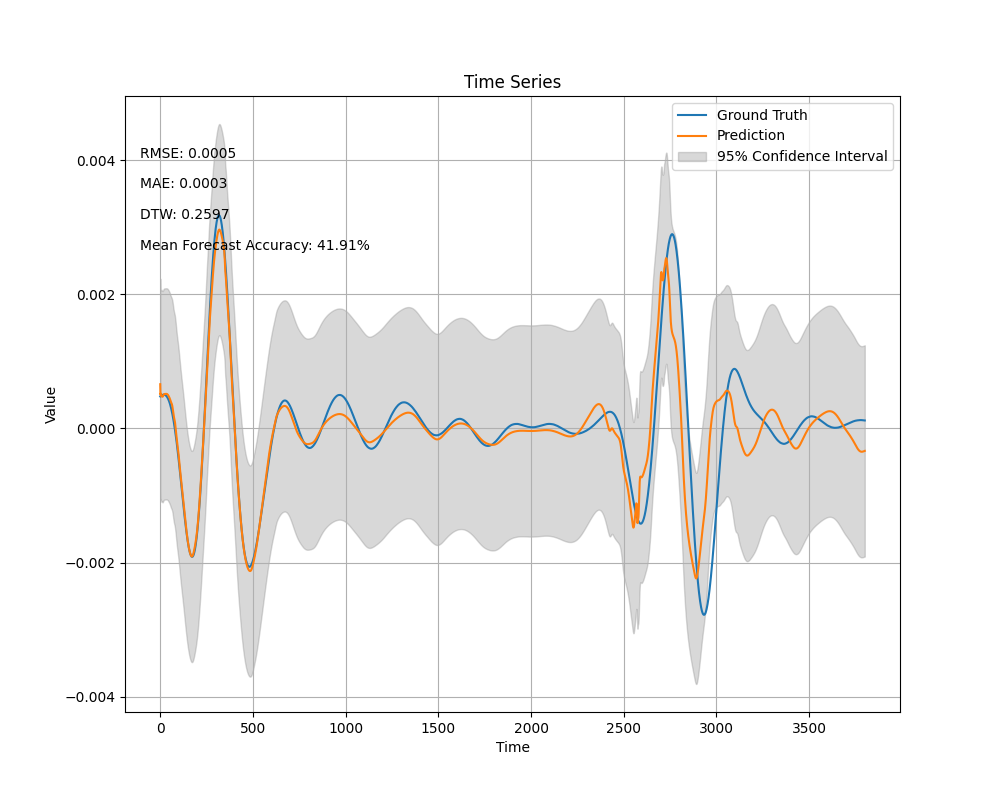 Time Series
Ground Truth
Prediction
95% Confidence Interval
RMSE: 0.0005
MAE: 0.0003
DTW: 0.2597
Mean Forecast Accuracy: 41.91%
Value
0.004
0.002
0.000
−0.002
−0.004
0 500 1000 1500 2000 2500 3000 3500
Time